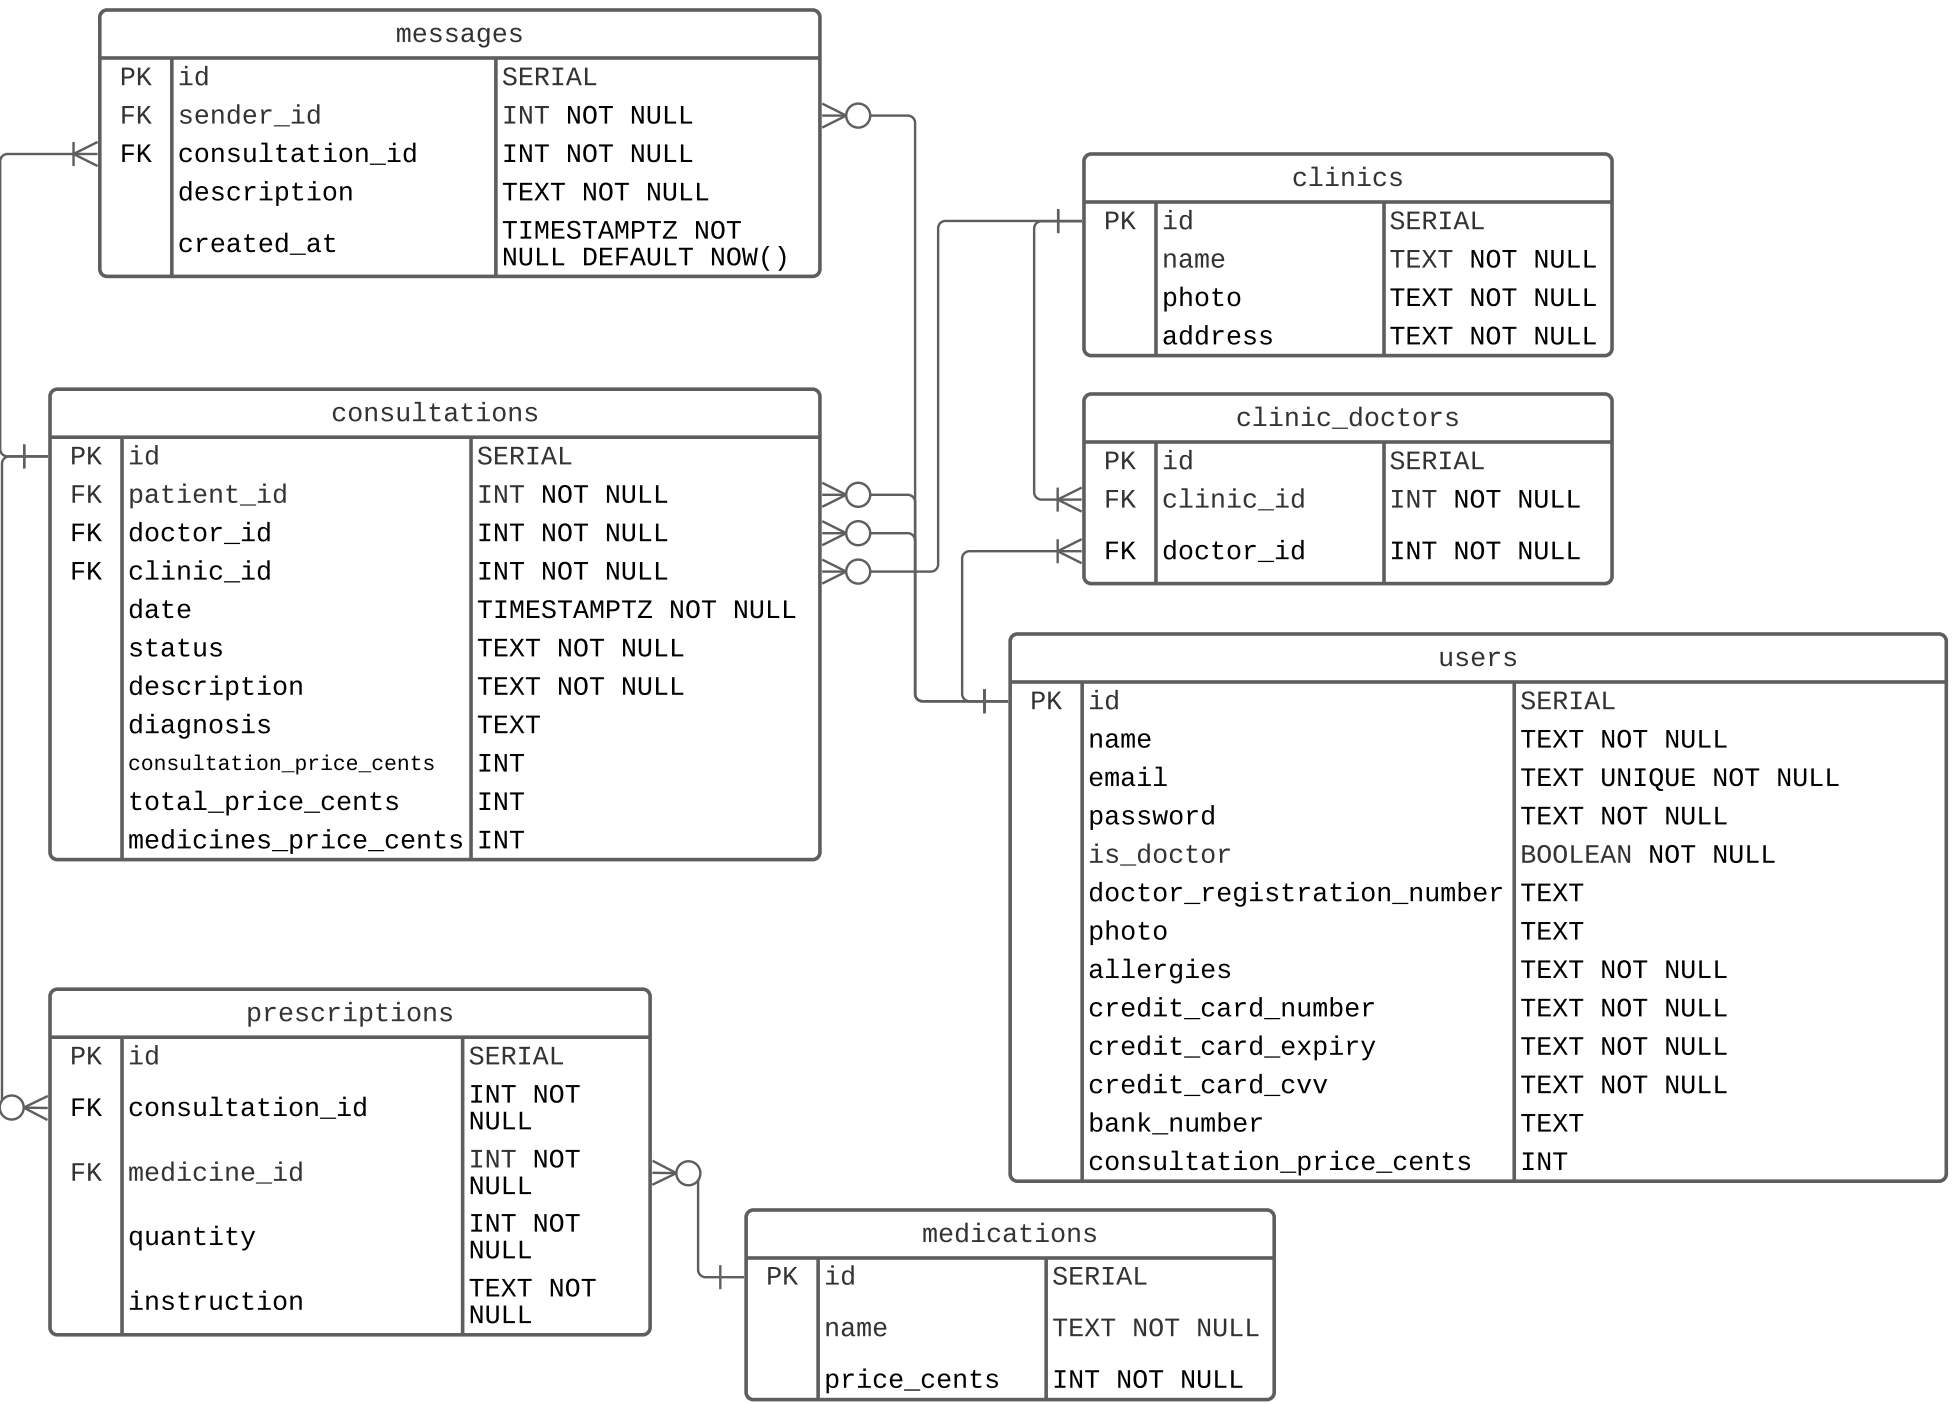 messages
PK id SERIAL
FK sender_id INT NOT NULL
FK consultation_id INT NOT NULL
description TEXT NOT NULL
created_at TIMESTAMPTZ NOT
NULL DEFAULT NOW()
clinics
PK id SERIAL
name TEXT NOT NULL
photo TEXT NOT NULL
address TEXT NOT NULL
consultations
PK id SERIAL
FK patient_id INT NOT NULL
FK doctor_id INT NOT NULL
FK clinic_id INT NOT NULL
date TIMESTAMPTZ NOT NULL
status TEXT NOT NULL
description TEXT NOT NULL
diagnosis TEXT
consultation_price_cents INT
total_price_cents INT
medicines_price_cents INT
clinic_doctors
PK id SERIAL
FK clinic_id INT NOT NULL
FK doctor_id INT NOT NULL
users
PK id SERIAL
name TEXT NOT NULL
email TEXT UNIQUE NOT NULL
password TEXT NOT NULL
is_doctor BOOLEAN NOT NULL
doctor_registration_number TEXT
photo TEXT
allergies TEXT NOT NULL
credit_card_number TEXT NOT NULL
credit_card_expiry TEXT NOT NULL
credit_card_cvv TEXT NOT NULL
bank_number TEXT
consultation_price_cents INT
prescriptions
PK id SERIAL
FK consultation_id INT NOT
NULL
FK medicine_id INT NOT
NULL
quantity INT NOT
NULL
instruction TEXT NOT
NULL
medications
PK id SERIAL
name TEXT NOT NULL
price_cents INT NOT NULL